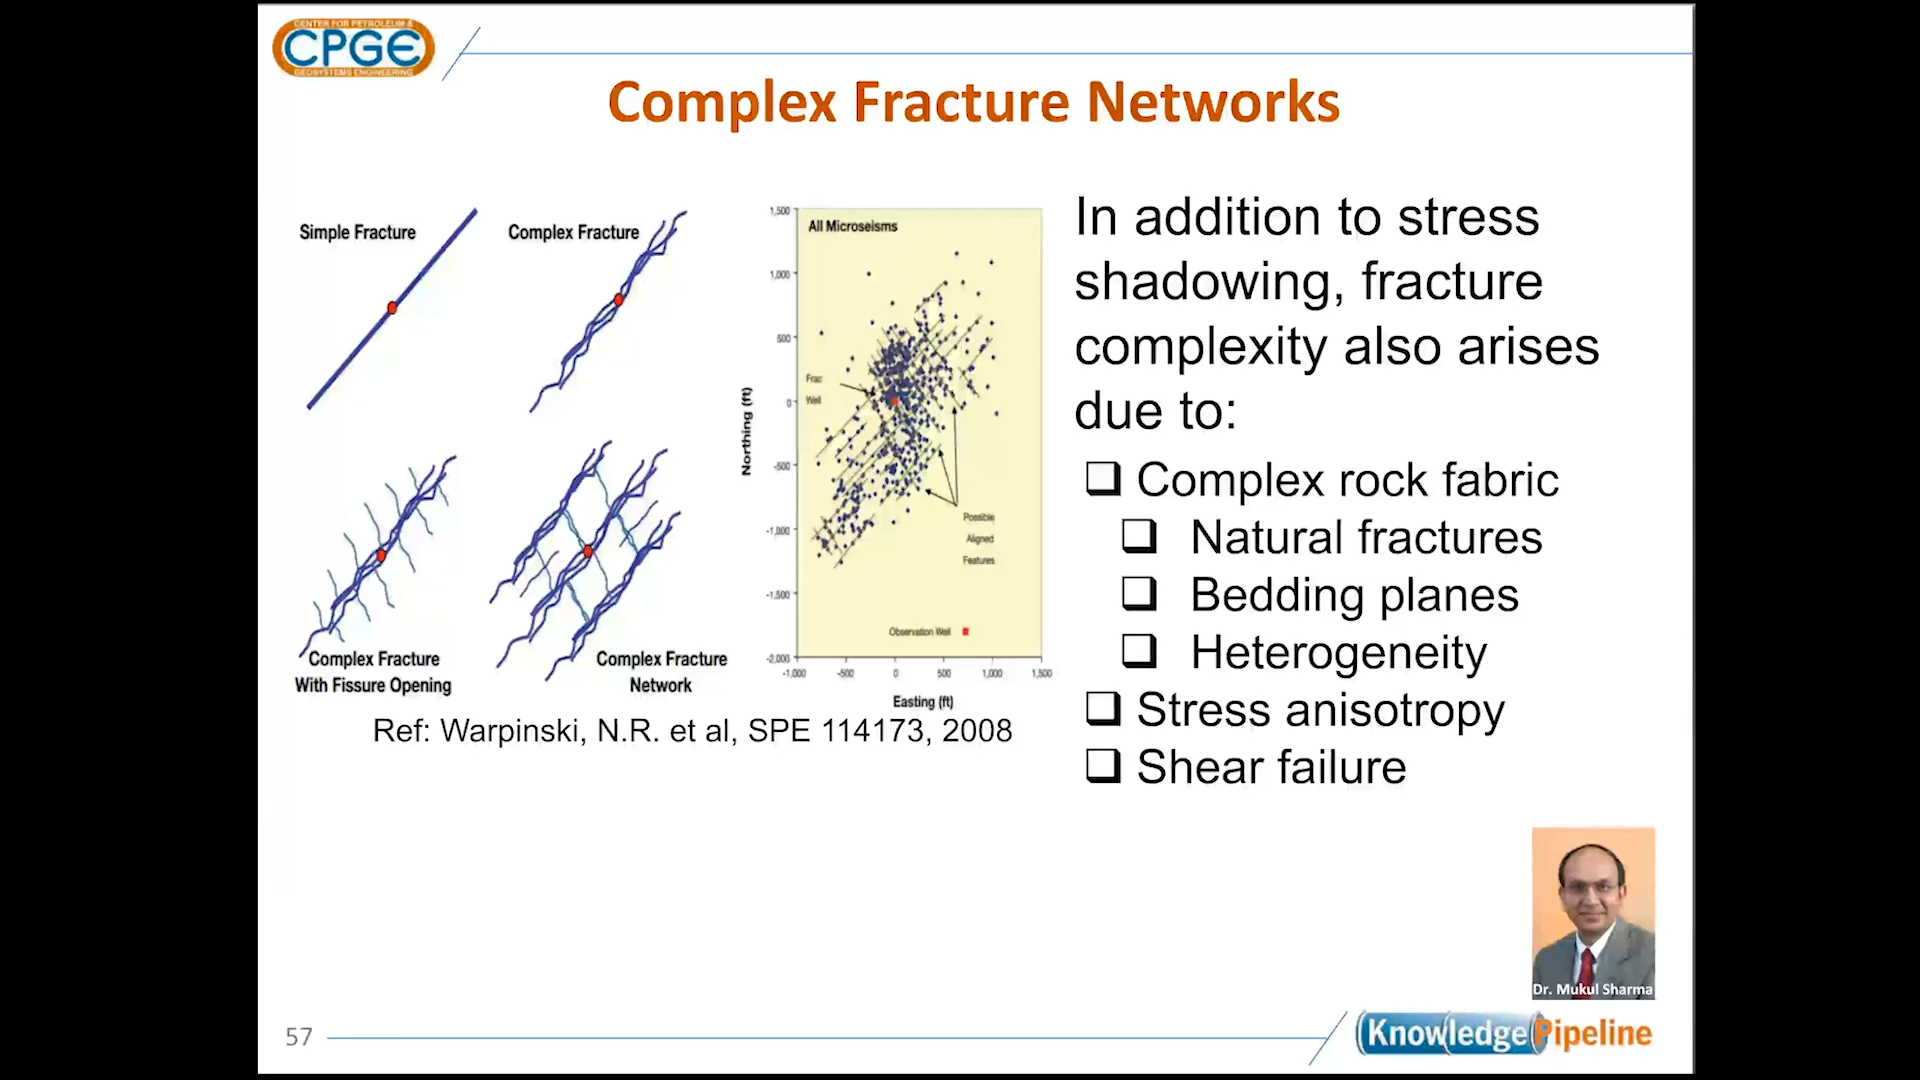 CENTER FOR PETROLEUM &
CPGE
GEOSYSTEMS ENGINEERING
Complex Fracture Networks
Simple Fracture
Complex Fracture
Complex Fracture
With Fissure Opening
Complex Fracture
Network
All Microseisms
1,500
1,000
500
0
-500
-1,000
-1,500
-2,000
Northing (ft)
Frac
Well
Possible
Aligned
Features
Observation Well
-1,000 -500 0 500 1,000 1,500
Easting (ft)
Ref: Warpinski, N.R. et al, SPE 114173, 2008
In addition to stress
shadowing, fracture
complexity also arises
due to:
❑ Complex rock fabric
❑ Natural fractures
❑ Bedding planes
❑ Heterogeneity
❑ Stress anisotropy
❑ Shear failure
Dr. Mukul Sharma
57
Knowledge Pipeline